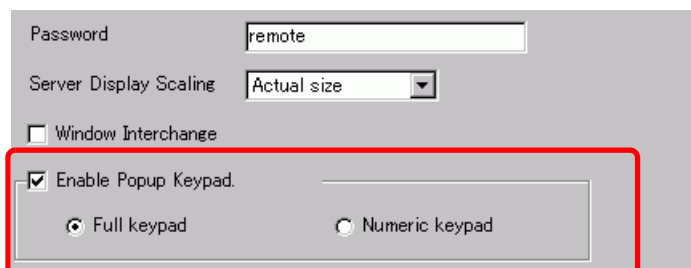 Password remote
Server Display Scaling Actual size
Window Interchange
Enable Popup Keypad.
Full keypad Numeric keypad